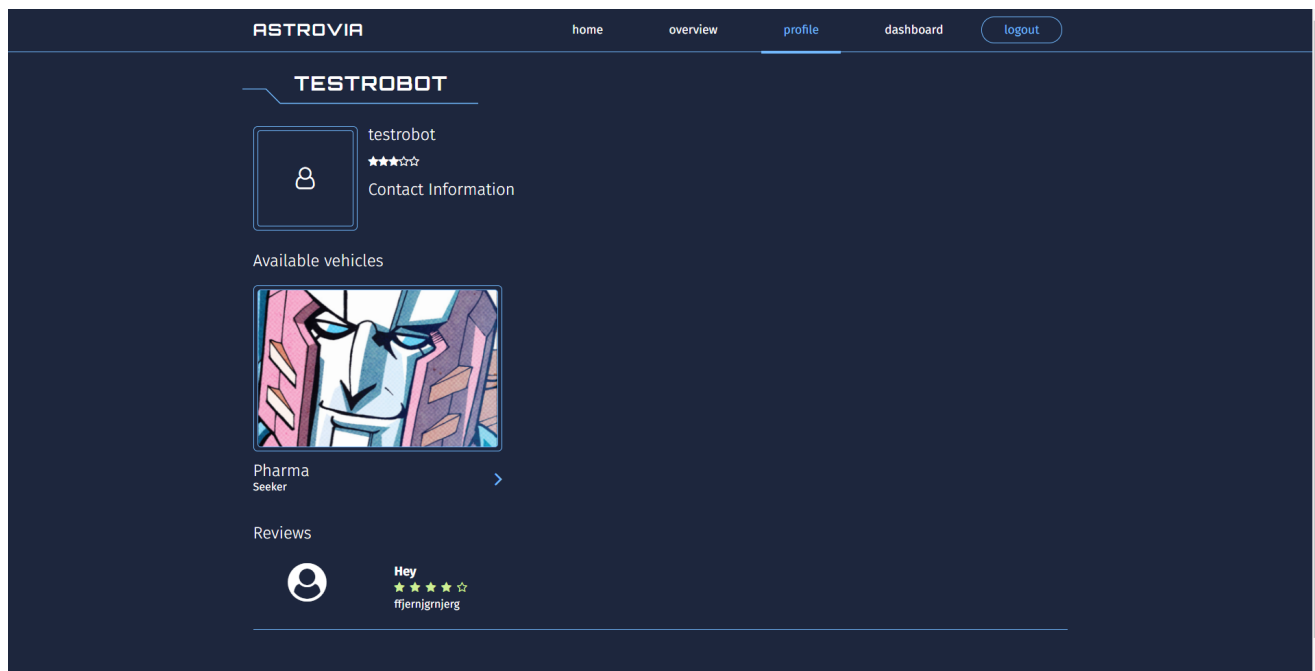 ASTROVIA
home
overview
profile
dashboard
logout
TESTROBOT
testrobot
Contact Information
Available vehicles
Pharma
Seeker
Reviews
Hey
ffjernjgrnjerg